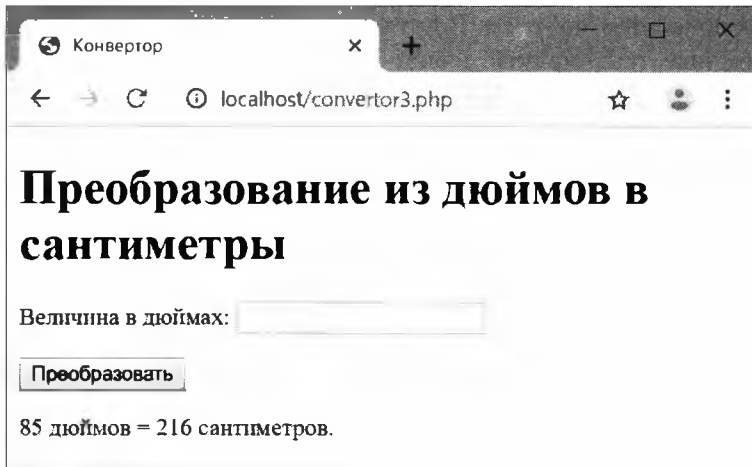 Конвертор
localhost/convertor3.php
Преобразование из дюймов в
сантиметры
Величина в дюймах:
Преобразовать
85 дюймов = 216 сантиметров.